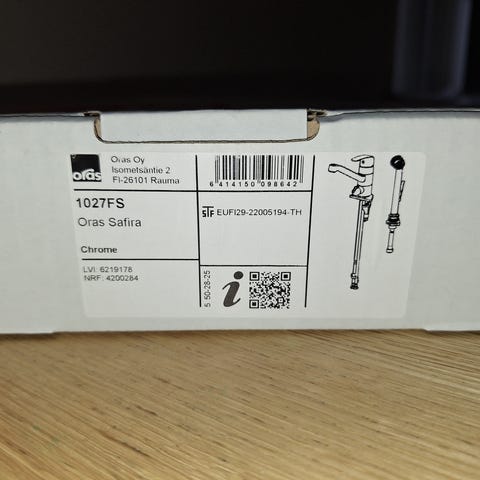 oras
Oras Oy
Isometsäntie 2
FI-26101 Rauma
6 414150 098642
1027FS
Oras Safira
STF EUFI29-22005194-TH
Chrome
LVI: 6219178
NRF: 4200284
5.50-28-25
i